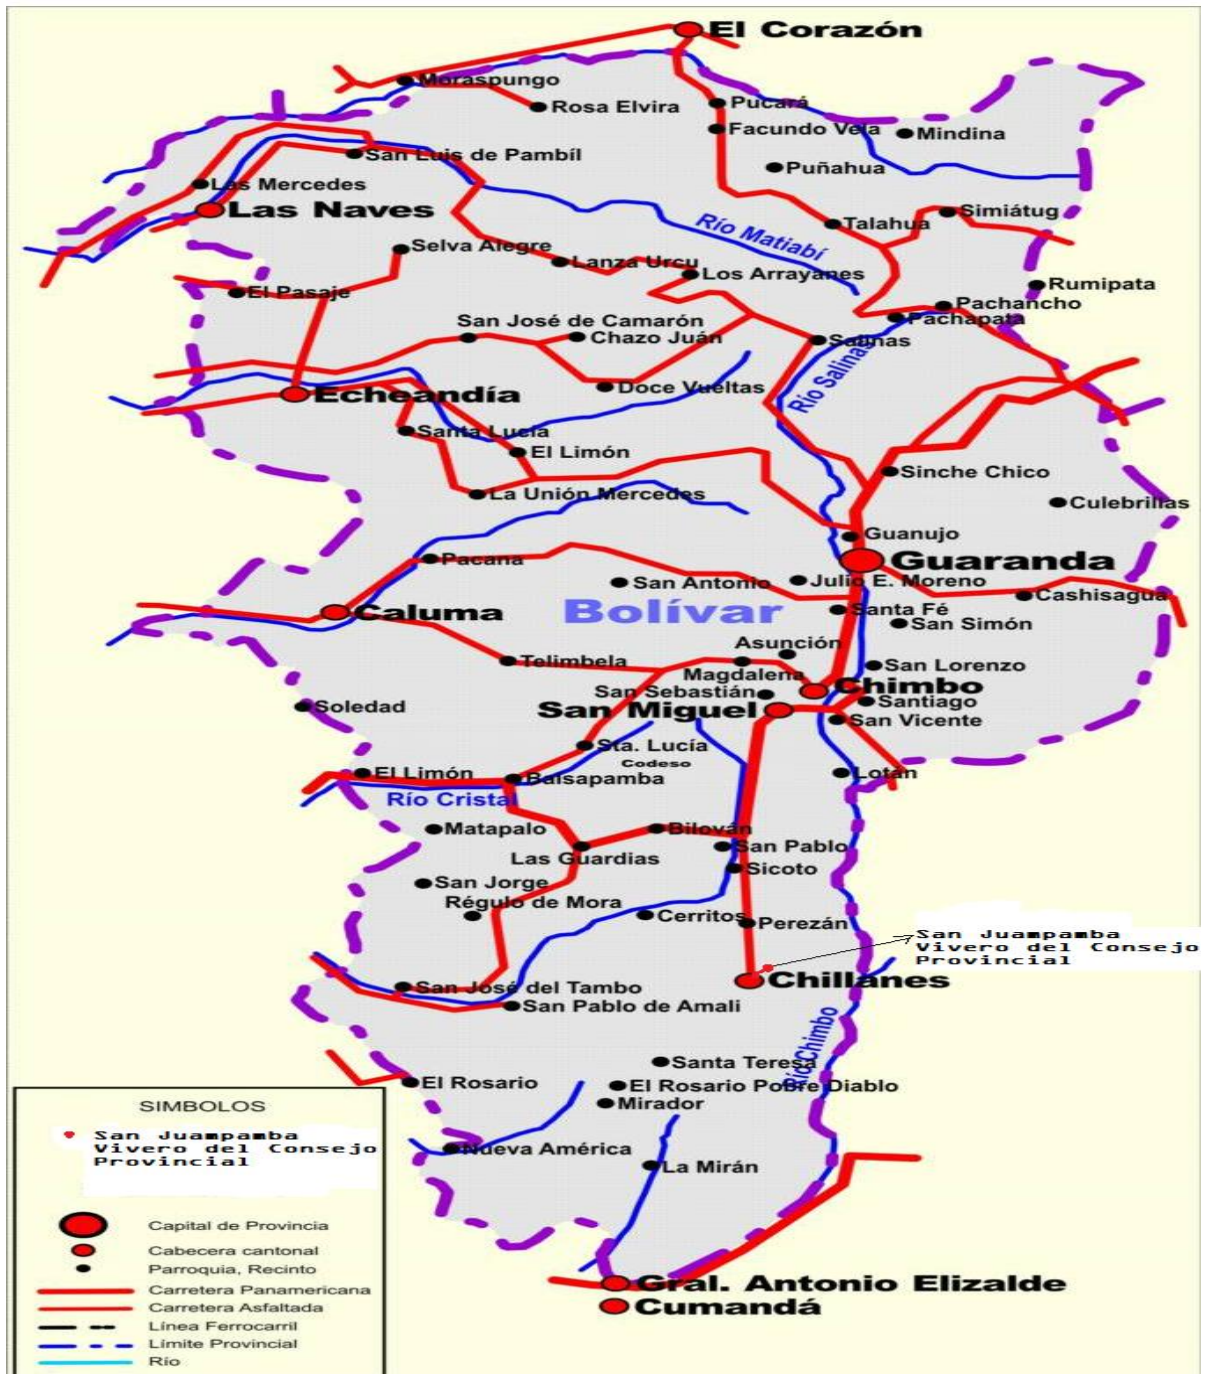 El Corazón
Moraspungo
Rosa Elvira
Pucará
Facundo Vela
Mindina
San Luis de Pambíl
Puñahua
Las Mercedes
Las Naves
Talahua
Simiátug
Río Matiabí
Selva Alegre
Lanza Urcu
Los Arrayanes
El Pasaje
Rumipata
Pachancho
Pachapata
San José de Camarón
Chazo Juán
Salinas
Río Salinas
Doce Vueltas
Echeandía
Santa Lucía
El Limón
Sinche Chico
La Unión Mercedes
Culebrillas
Guanujo
Guaranda
Pacana
San Antonio
Julio E. Moreno
Cashisagua
Bolívar
Caluma
Santa Fé
San Simón
Asunción
Telimbela
Magdalena
San Lorenzo
Chimbo
San Sebastián
Santiago
San Miguel
San Vicente
Soledad
Sta. Lucía
Codeso
El Limón
Balsapamba
Lotán
Río Cristal
Matapalo
Bilován
San Pablo
Las Guardias
Sicoto
San Jorge
Régulo de Mora
Cerritos
Perezán
San Juampamba
Vivero del Consejo
Provincial
Chillanes
San José del Tambo
San Pablo de Amali
Río Chimbo
Santa Teresa
El Rosario
El Rosario Pobre Diablo
Mirador
Nueva América
La Mirán
Gral. Antonio Elizalde
Cumandá
SIMBOLOS
San Juampamba
Vivero del Consejo
Provincial
Capital de Provincia
Cabecera cantonal
Parroquia, Recinto
Carretera Panamericana
Carretera Asfaltada
Línea Ferrocarril
Límite Provincial
Río